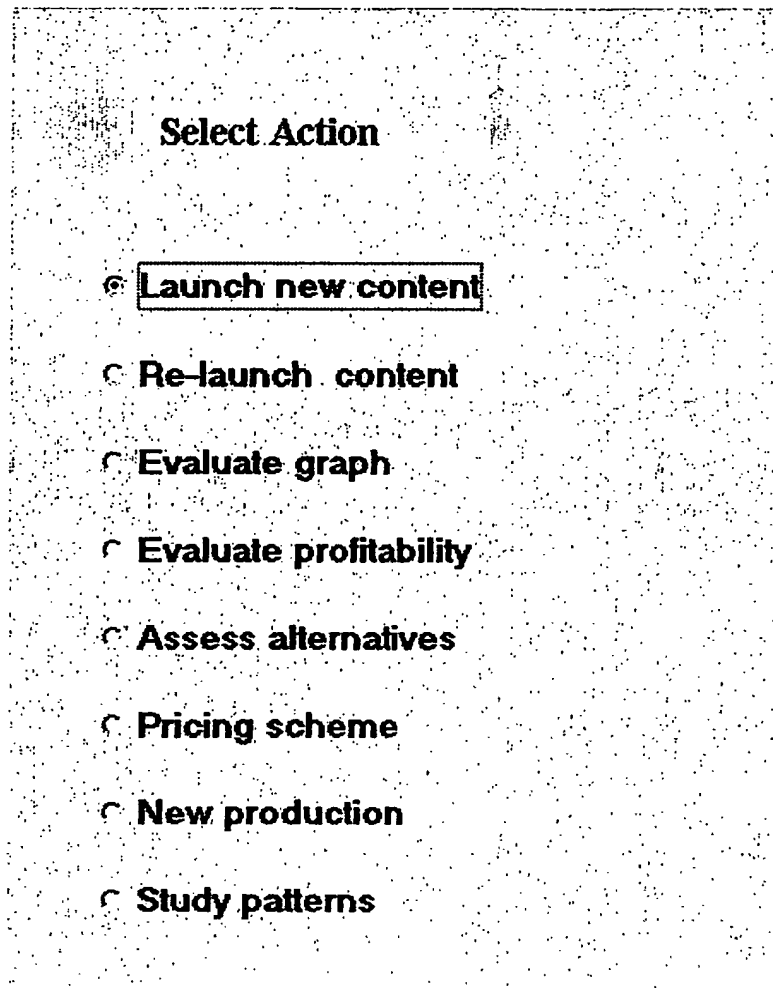 Select Action
Launch new content
Re-launch content
Evaluate graph
Evaluate profitability
Assess alternatives
Pricing scheme
New production
Study patterns